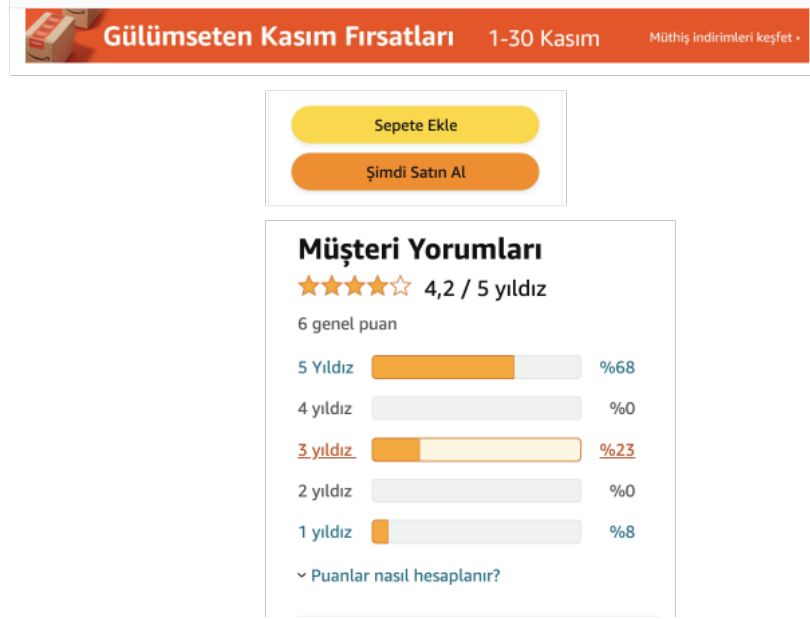 Gülümseten Kasım Fırsatları 1-30 Kasım Müthiş indirimleri keşfet ›
Sepete Ekle
Şimdi Satın Al
Müşteri Yorumları
4,2 / 5 yıldız
6 genel puan
5 Yıldız %68
4 yıldız %0
3 yıldız %23
2 yıldız %0
1 yıldız %8
Puanlar nasıl hesaplanır?